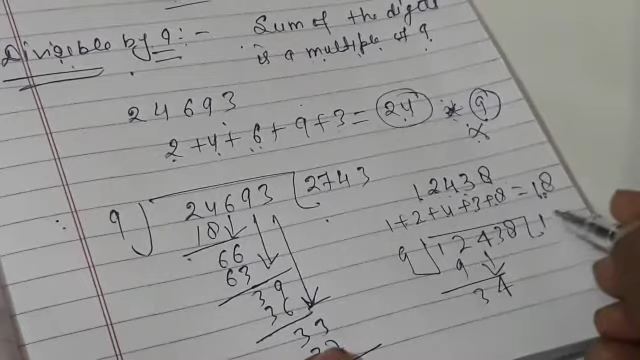 Divisible by 9 :- Sum of the digits
is a multiple of 9
24693
2+4+6+9+3 = 24 * 9
x
9 24693 2743
18
66
63
39
36
33
27
12438
1+2+4+3+8 = 18
9 12438 1
9
34